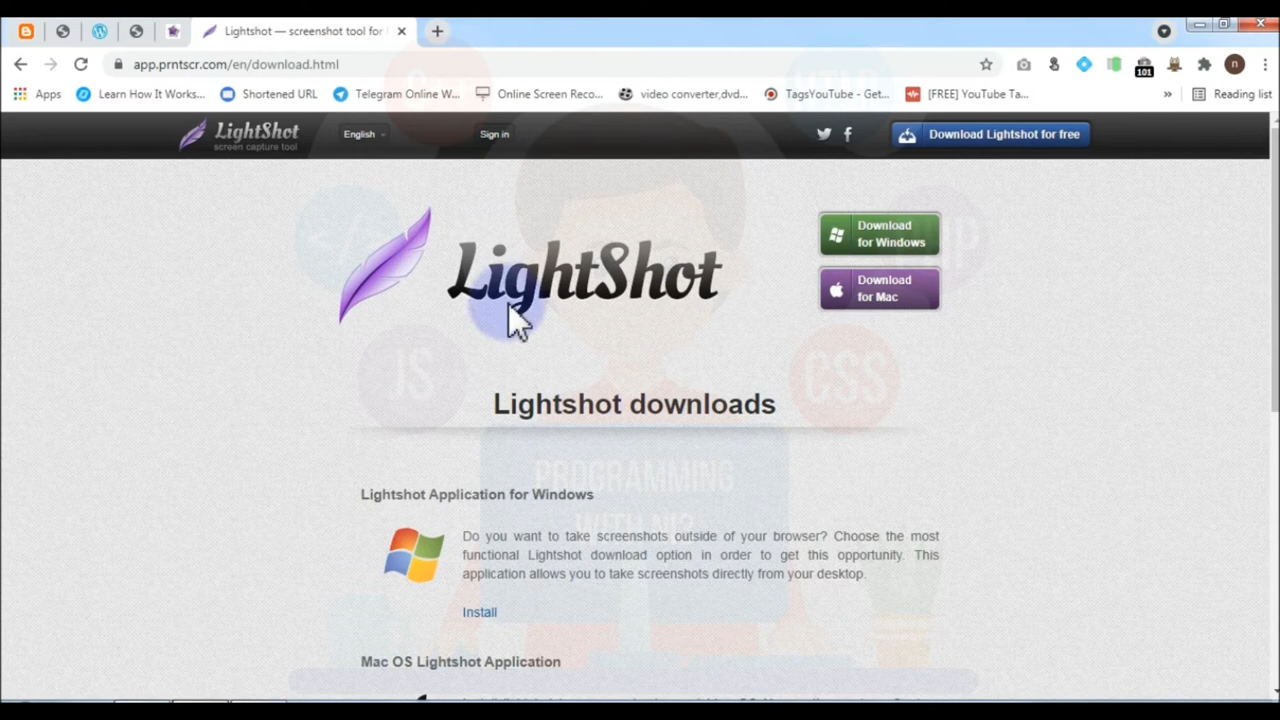 Lightshot — screenshot tool for
app.prntscr.com/en/download.html
101
n
Apps
Learn How It Works...
Shortened URL
Telegram Online W...
Online Screen Reco...
video converter,dvd...
TagsYouTube - Get...
[FREE] YouTube Ta...
»
Reading list
LightShot
screen capture tool
English
Sign in
Download Lightshot for free
LightShot
Download
for Windows
Download
for Mac
JS
CSS
Lightshot downloads
PROGRAMMING
WITH
Lightshot Application for Windows
Do you want to take screenshots outside of your browser? Choose the most
functional Lightshot download option in order to get this opportunity. This
application allows you to take screenshots directly from your desktop.
Install
Mac OS Lightshot Application